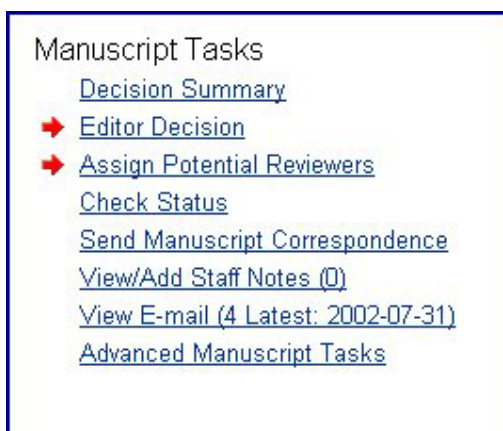 Manuscript Tasks
Decision Summary
Editor Decision
Assign Potential Reviewers
Check Status
Send Manuscript Correspondence
View/Add Staff Notes (0)
View E-mail (4 Latest: 2002-07-31)
Advanced Manuscript Tasks